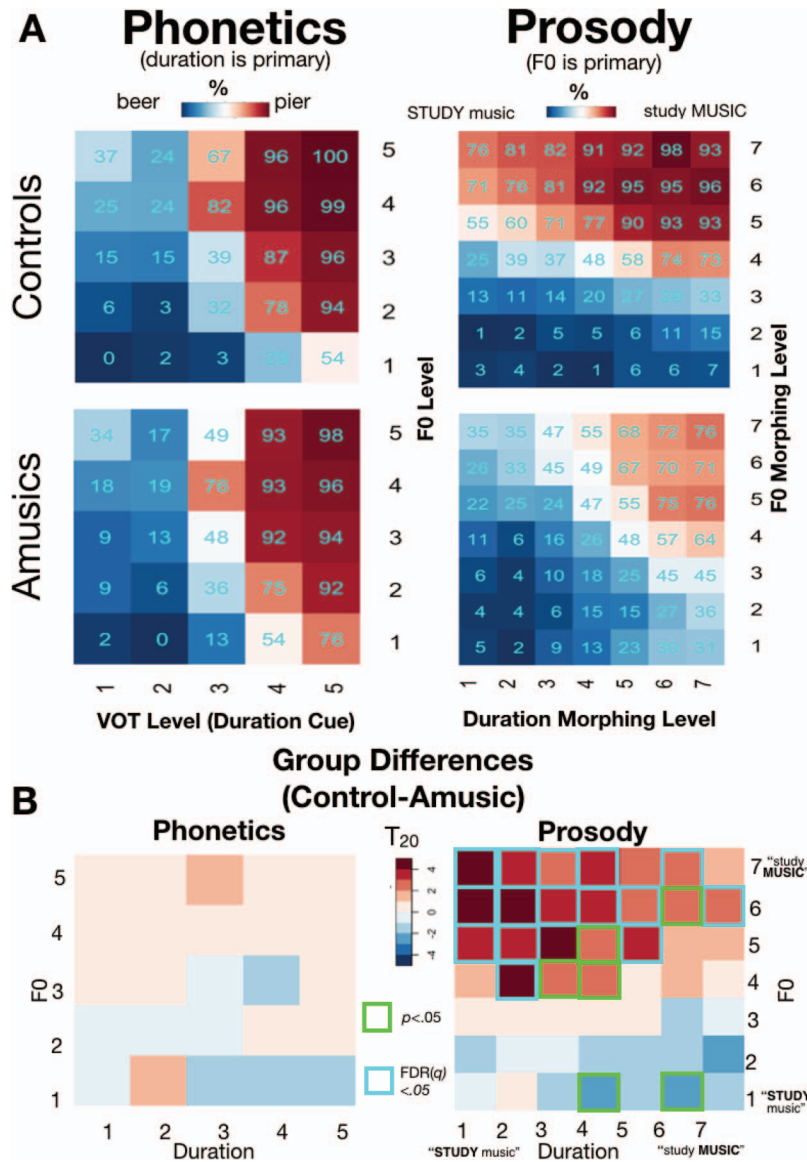 A
Phonetics
(duration is primary)
Prosody
(F0 is primary)
%
beer
pier
%
STUDY music
study MUSIC
Controls
37 24 67 96 100 5
25 24 82 96 99 4
15 15 39 87 96 3
6 3 32 78 94 2
0 2 3 54 1
F0 Level
76 81 82 91 92 98 93 7
71 76 81 92 95 95 96 6
55 60 71 77 90 93 93 5
25 39 37 48 58 74 73 4
13 11 14 20 27 33 3
1 2 5 5 6 11 15 2
3 4 2 1 6 6 7 1
F0 Morphing Level
Amusics
34 17 49 93 98 5
18 19 76 93 96 4
9 13 48 92 94 3
9 6 36 75 92 2
2 0 13 54 76 1
1 2 3 4 5
VOT Level (Duration Cue)
35 35 47 55 68 72 76 7
26 33 45 49 67 70 71 6
22 25 24 47 55 75 76 5
11 6 16 26 48 57 64 4
6 4 10 18 25 45 45 3
4 4 6 15 15 27 36 2
5 2 9 13 23 31 1
1 2 3 4 5 6 7
Duration Morphing Level
B
Group Differences
(Control-Amusic)
Phonetics
5
4
3
2
1
F0
1 2 3 4 5
Duration
T20
4
2
0
-2
-4
p<.05
FDR(q)
<.05
Prosody
7 "study
MUSIC"
6
5
4
3
2
1 "STUDY
music"
F0
1 2 3 4 5 6 7
"STUDY music"
Duration
"study MUSIC"